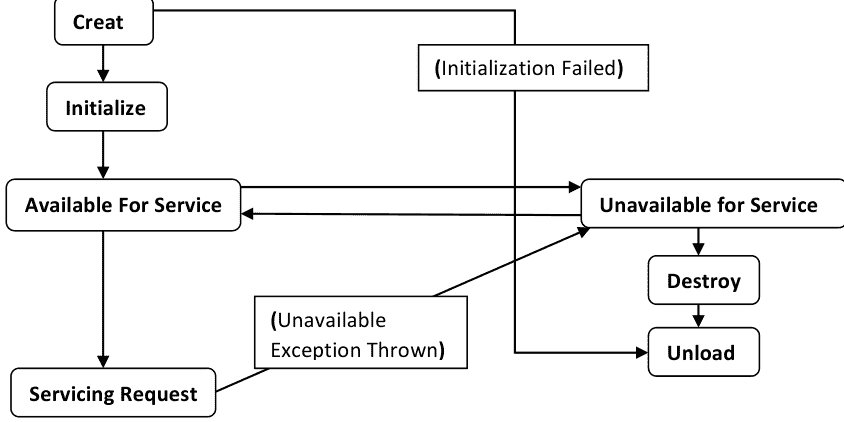 Creat
(Initialization Failed)
Initialize
Available For Service
Unavailable for Service
Destroy
(Unavailable
Exception Thrown)
Unload
Servicing Request